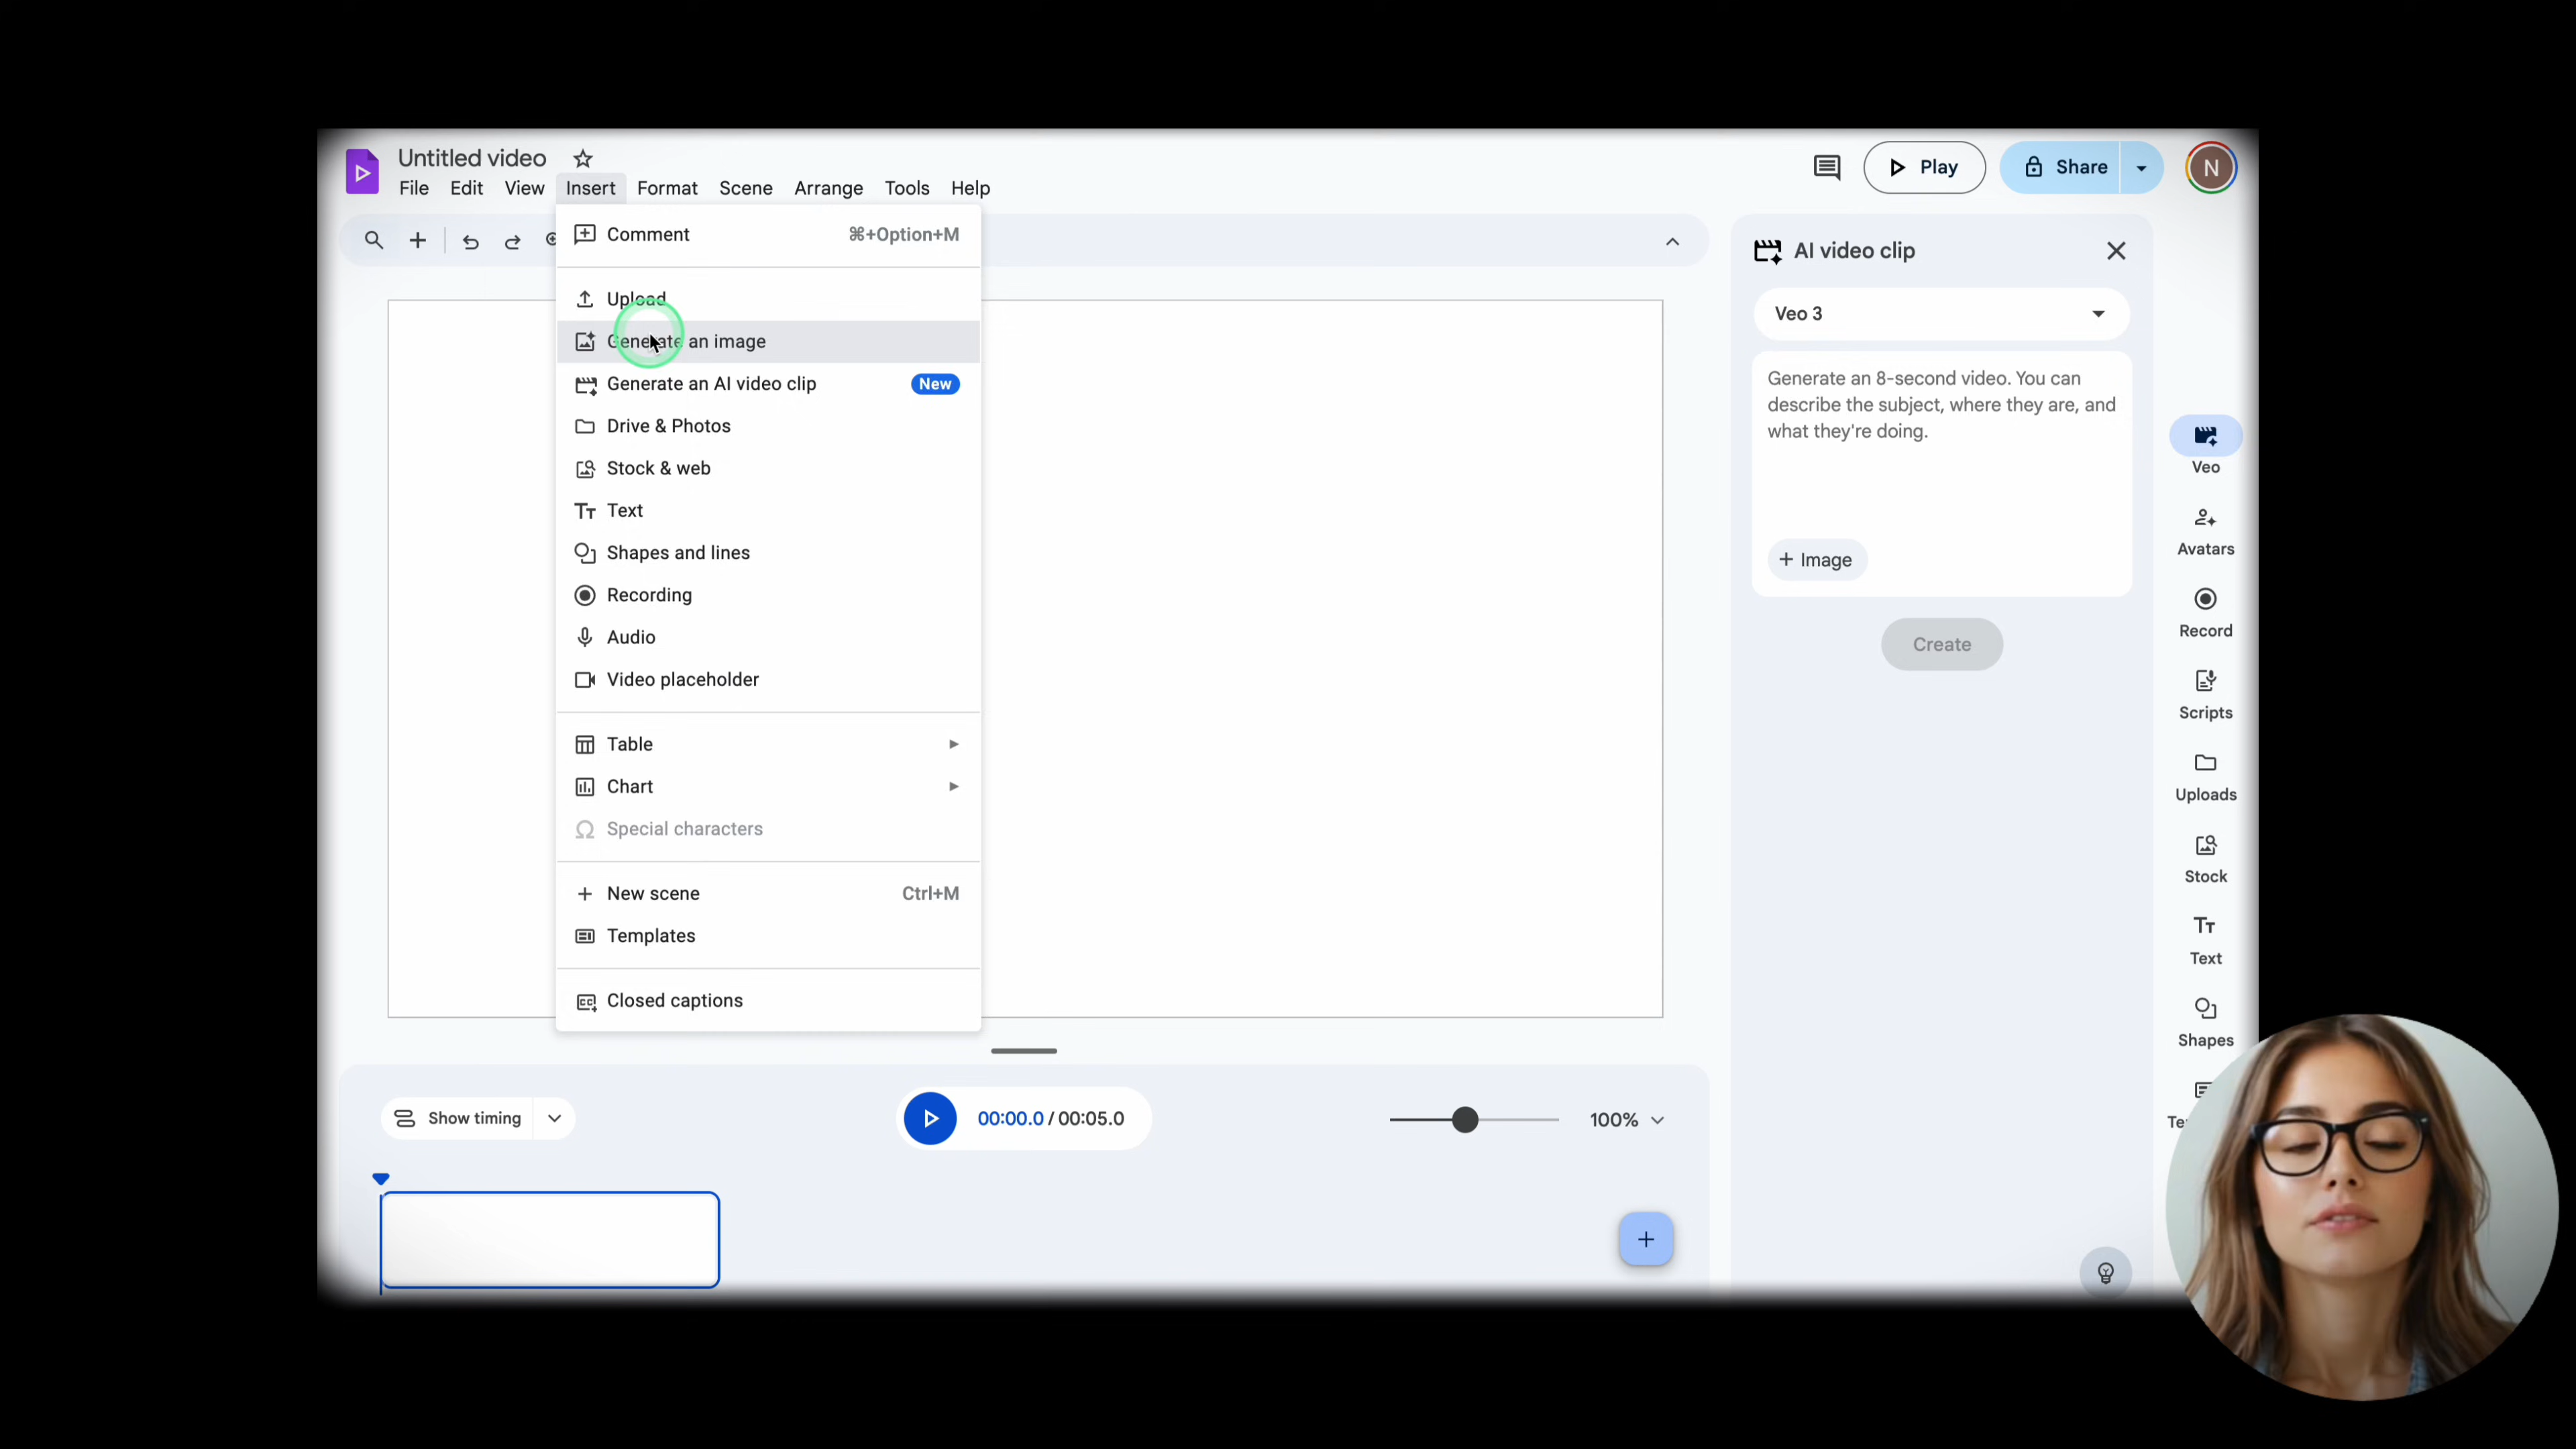 Untitled video
File Edit View Insert Format Scene Arrange Tools Help
Play
Share
N
Comment ⌘+Option+M
Upload
Generate an image
Generate an AI video clip New
Drive & Photos
Stock & web
Text
Shapes and lines
Recording
Audio
Video placeholder
Table
Chart
Special characters
New scene Ctrl+M
Templates
Closed captions
AI video clip
Veo 3
Generate an 8-second video. You can
describe the subject, where they are, and
what they're doing.
+ Image
Create
Veo
Avatars
Record
Scripts
Uploads
Stock
Text
Shapes
Show timing
00:00.0 / 00:05.0
100%